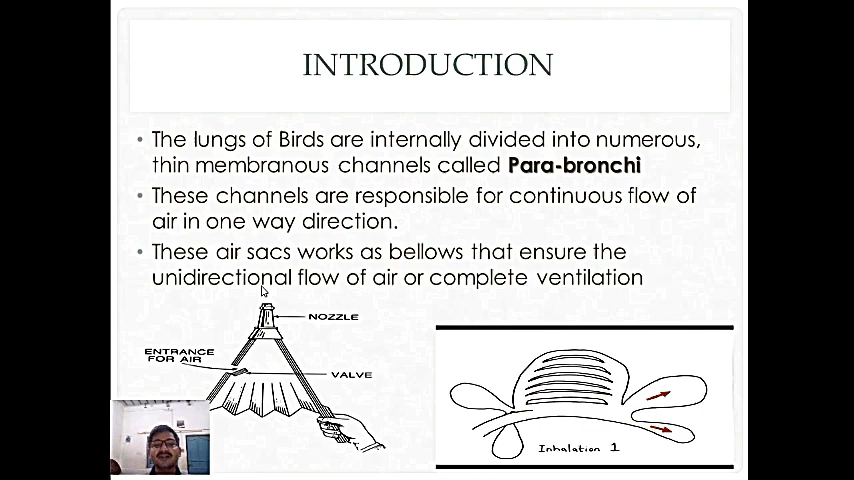 INTRODUCTION
The lungs of Birds are internally divided into numerous,
thin membranous channels called Para-bronchi
These channels are responsible for continuous flow of
air in one way direction.
These air sacs works as bellows that ensure the
unidirectional flow of air or complete ventilation
NOZZLE
ENTRANCE
FOR AIR
VALVE
Inhalation 1